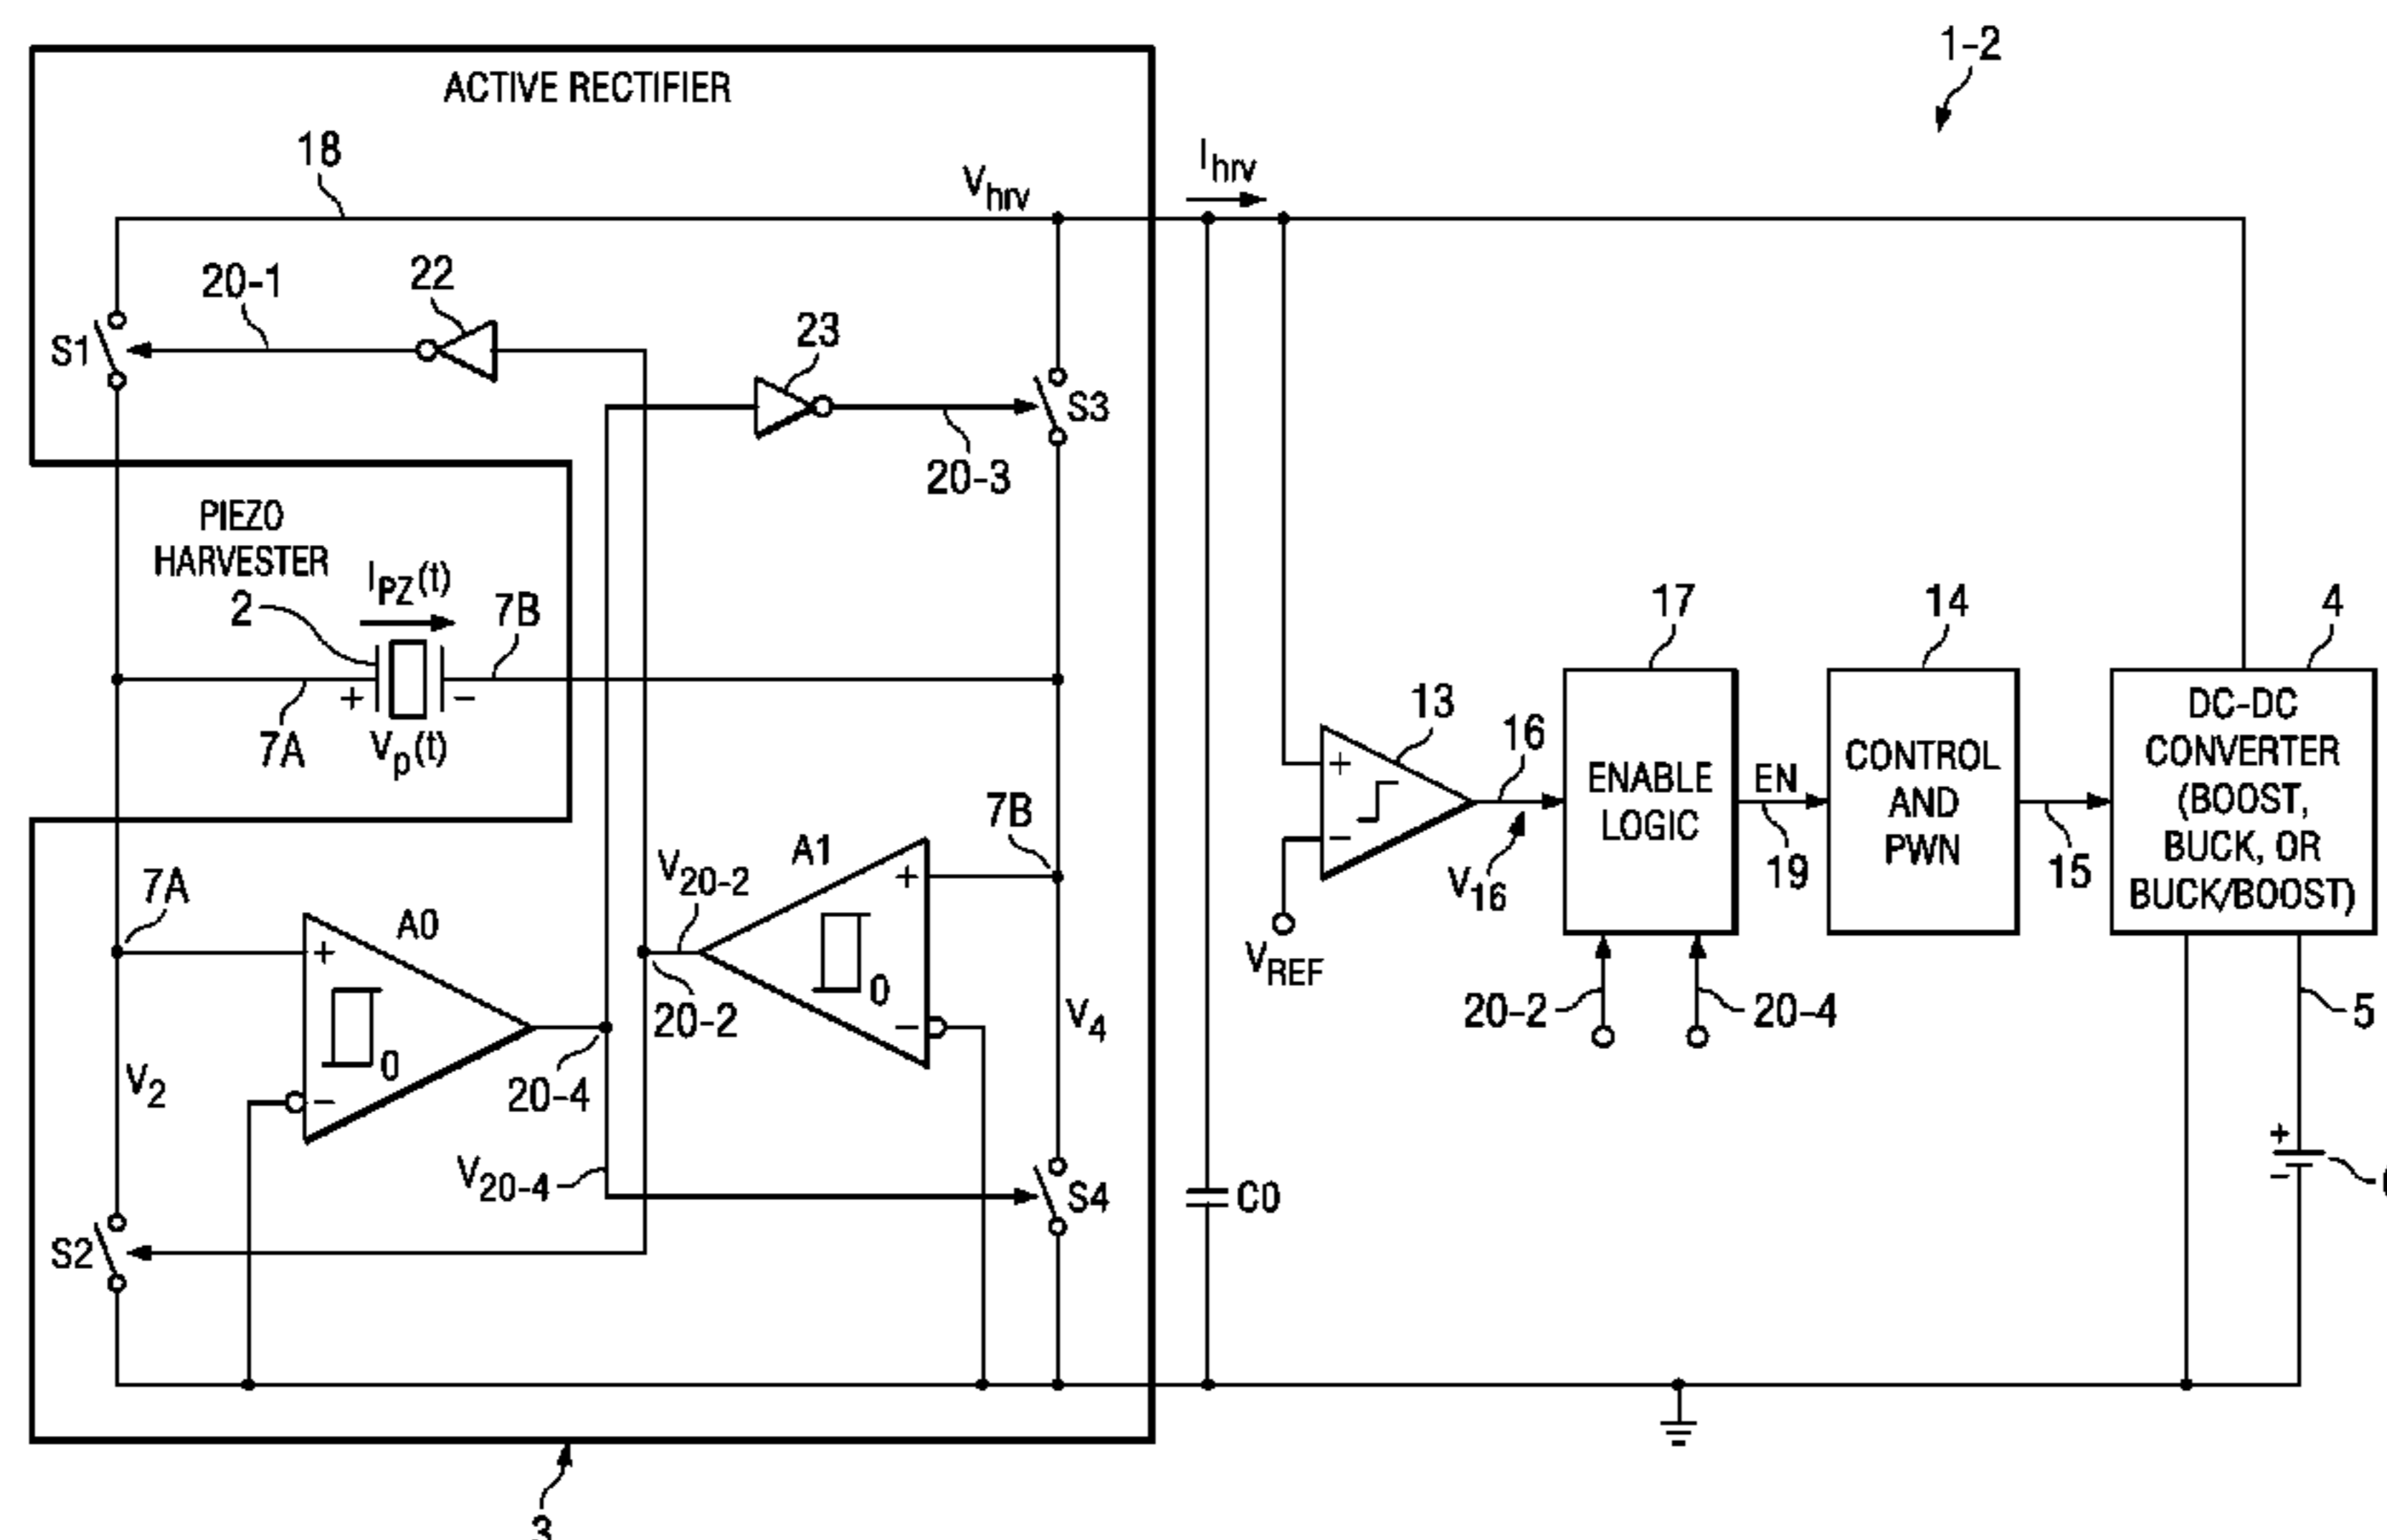 1-2
ACTIVE RECTIFIER
18
Vhrv
Ihrv
20-1
22
23
S1
S3
20-3
PIEZO
HARVESTER
2
IPZ(t)
7B
+
−
7A
Vp(t)
17
14
4
13
16
+
−
ENABLE
LOGIC
EN
19
V16
VREF
CONTROL
AND
PWN
15
DC-DC
CONVERTER
(BOOST,
BUCK, OR
BUCK/BOOST)
7A
A0
+
0
−
V2
V20-2
A1
7B
+
0
−
20-2
20-4
V4
20-2
20-4
5
V20-4
S4
C0
+
−
S2
3